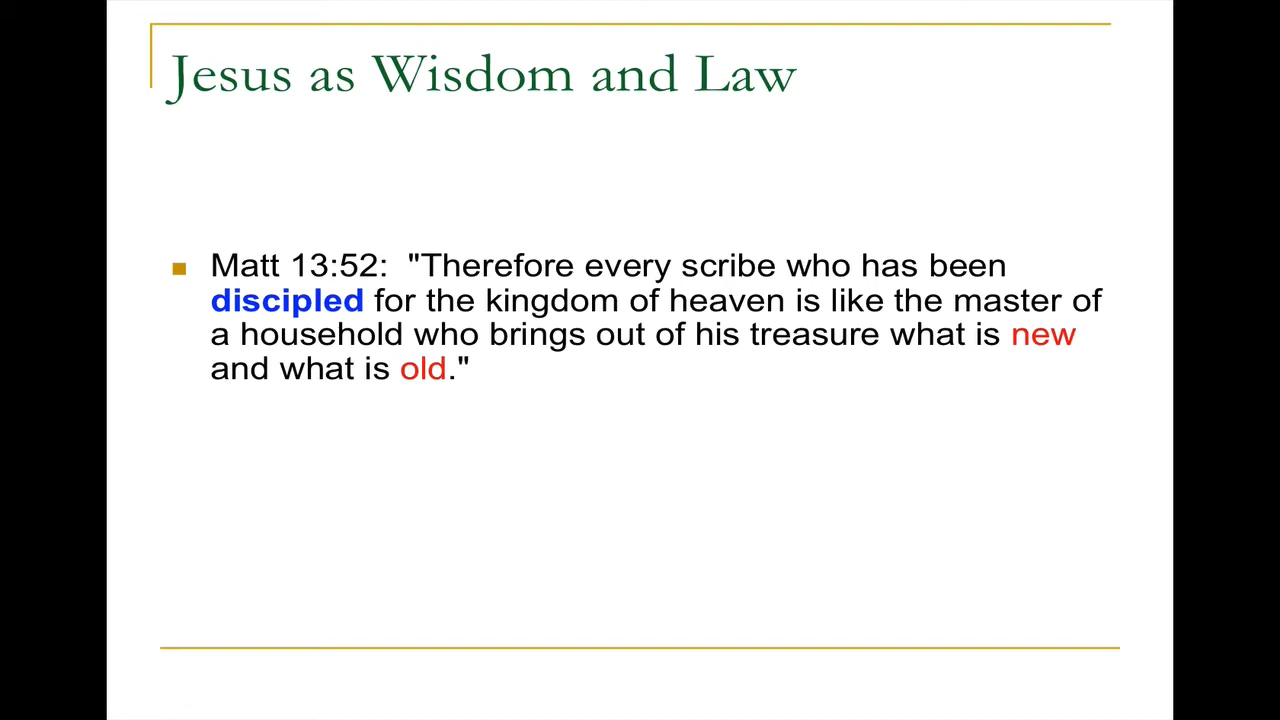 Jesus as Wisdom and Law
Matt 13:52:  "Therefore every scribe who has been
discipled for the kingdom of heaven is like the master of
a household who brings out of his treasure what is new
and what is old."